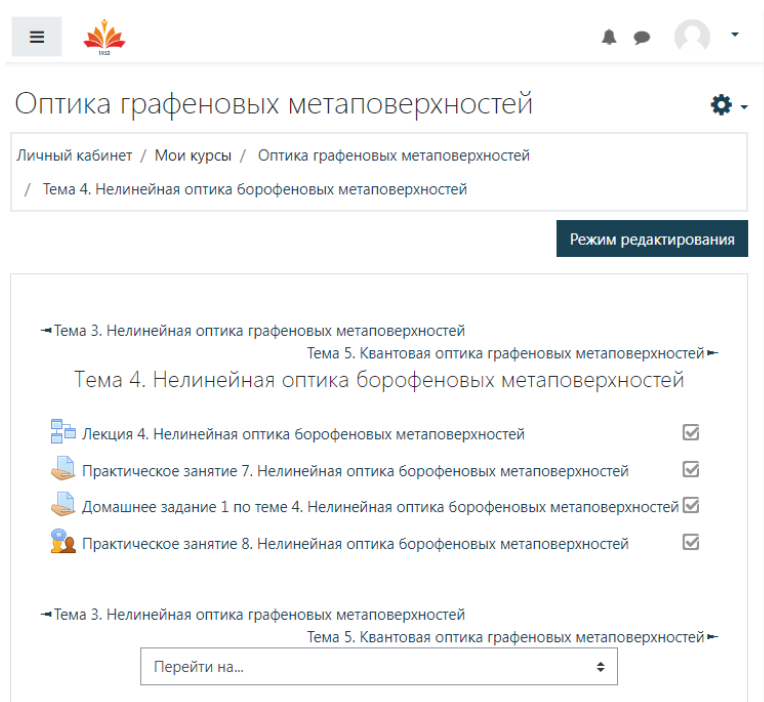 1932
Оптика графеновых метаповерхностей
Личный кабинет / Мои курсы / Оптика графеновых метаповерхностей
/ Тема 4. Нелинейная оптика борофеновых метаповерхностей
Режим редактирования
Тема 3. Нелинейная оптика графеновых метаповерхностей
Тема 5. Квантовая оптика графеновых метаповерхностей
Тема 4. Нелинейная оптика борофеновых метаповерхностей
Лекция 4. Нелинейная оптика борофеновых метаповерхностей
Практическое занятие 7. Нелинейная оптика борофеновых метаповерхностей
Домашнее задание 1 по теме 4. Нелинейная оптика борофеновых метаповерхностей
Практическое занятие 8. Нелинейная оптика борофеновых метаповерхностей
Тема 3. Нелинейная оптика графеновых метаповерхностей
Тема 5. Квантовая оптика графеновых метаповерхностей
Перейти на...